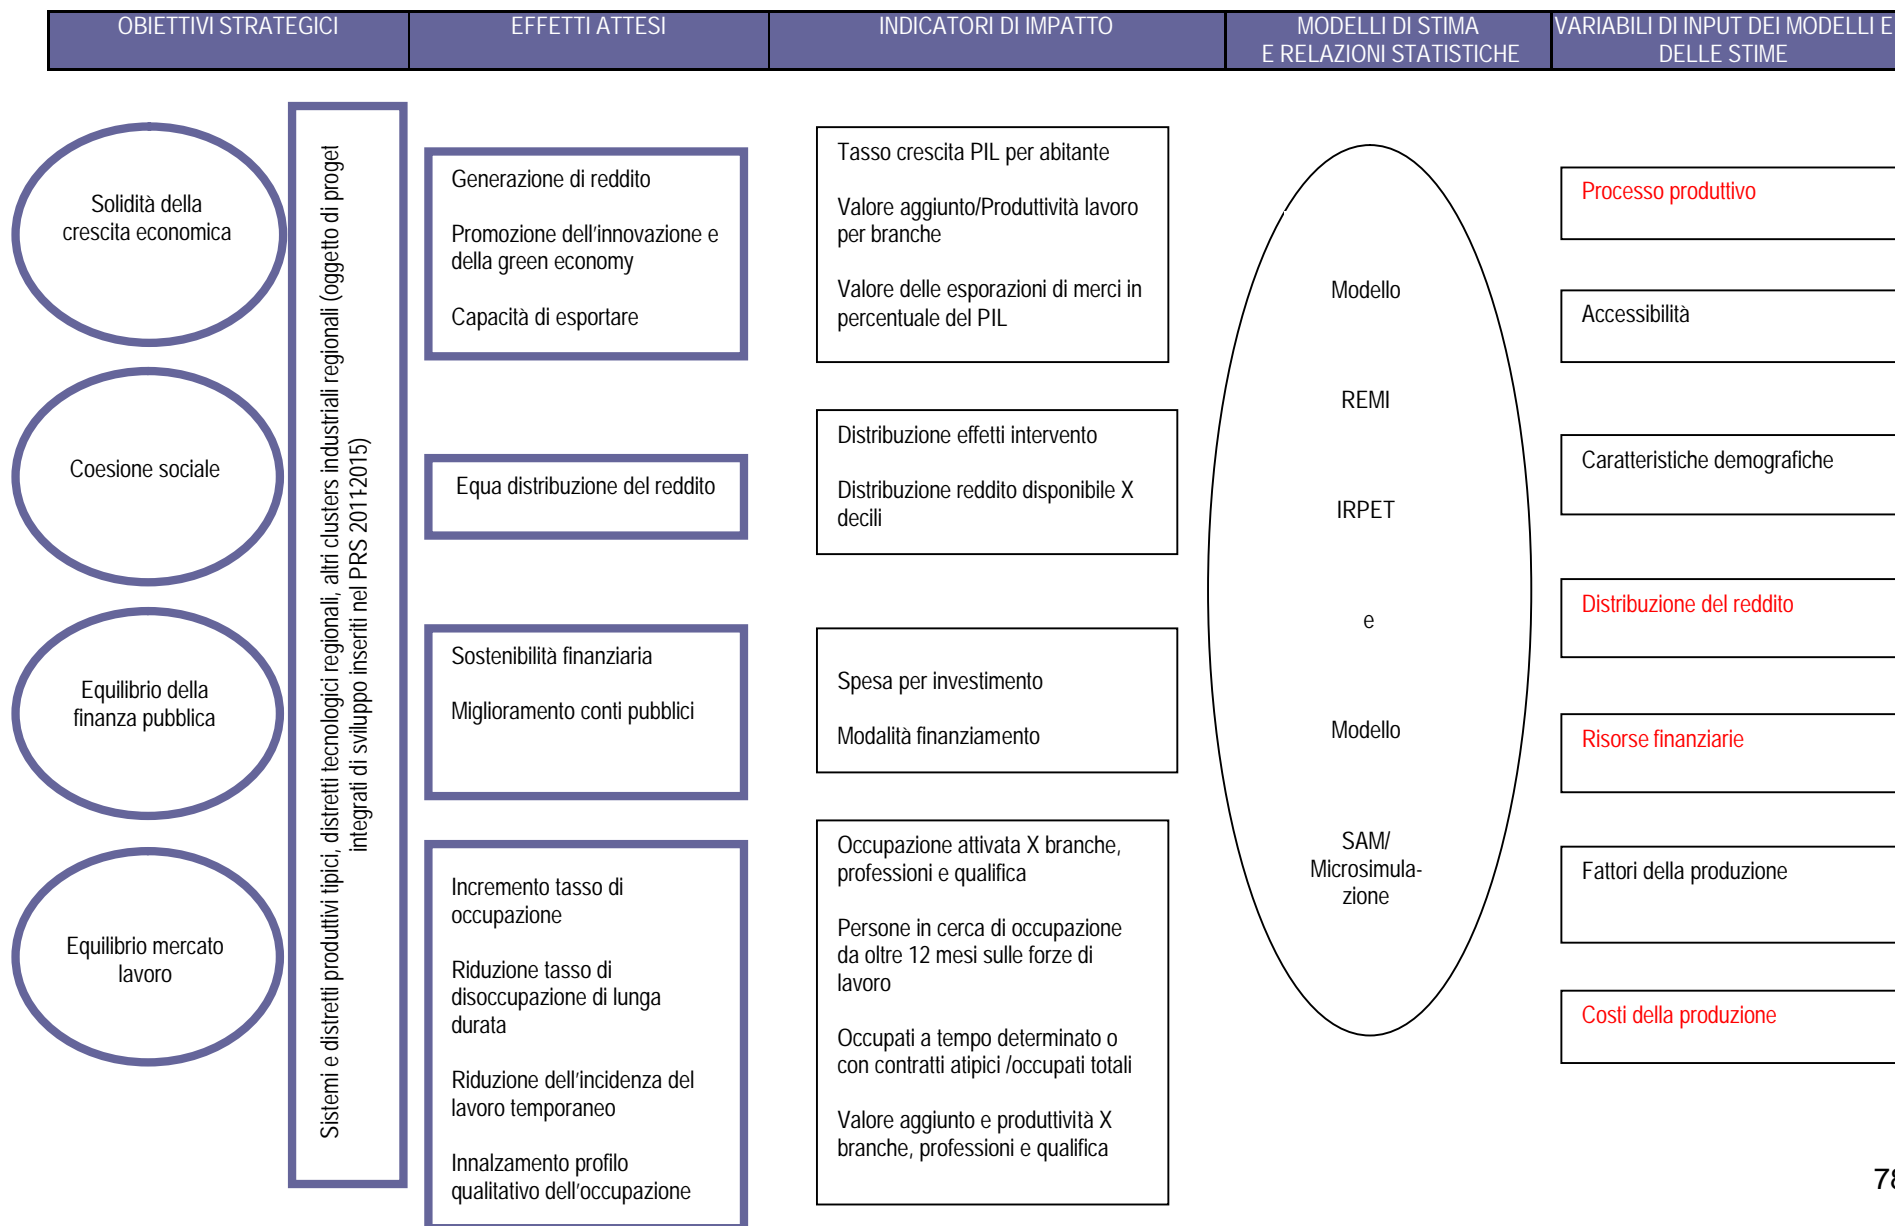 OBIETTIVI STRATEGICI
EFFETTI ATTESI
INDICATORI DI IMPATTO
MODELLI DI STIMA
E RELAZIONI STATISTICHE
VARIABILI DI INPUT DEI MODELLI E
DELLE STIME
Solidità della
crescita economica
Coesione sociale
Equilibrio della
finanza pubblica
Equilibrio mercato
lavoro
Sistemi e distretti produttivi tipici, distretti tecnologici regionali, altri clusters industriali regionali (oggetto di proget
integrati di sviluppo inseriti nel PRS 2011-2015)
Generazione di reddito
Promozione dell'innovazione e
della green economy
Capacità di esportare
Equa distribuzione del reddito
Sostenibilità finanziaria
Miglioramento conti pubblici
Incremento tasso di
occupazione
Riduzione tasso di
disoccupazione di lunga
durata
Riduzione dell'incidenza del
lavoro temporaneo
Innalzamento profilo
qualitativo dell'occupazione
Tasso crescita PIL per abitante
Valore aggiunto/Produttività lavoro
per branche
Valore delle esporazioni di merci in
percentuale del PIL
Distribuzione effetti intervento
Distribuzione reddito disponibile X
decili
Spesa per investimento
Modalità finanziamento
Occupazione attivata X branche,
professioni e qualifica
Persone in cerca di occupazione
da oltre 12 mesi sulle forze di
lavoro
Occupati a tempo determinato o
con contratti atipici /occupati totali
Valore aggiunto e produttività X
branche, professioni e qualifica
Modello
REMI
IRPET
e
Modello
SAM/
Microsimula-
zione
Processo produttivo
Accessibilità
Caratteristiche demografiche
Distribuzione del reddito
Risorse finanziarie
Fattori della produzione
Costi della produzione
78